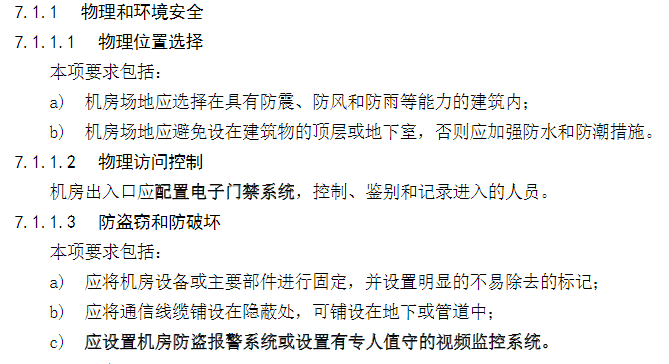 7.1.1 物理和环境安全
7.1.1.1 物理位置选择
本项要求包括：
a) 机房场地应选择在具有防震、防风和防雨等能力的建筑内；
b) 机房场地应避免设在建筑物的顶层或地下室，否则应加强防水和防潮措施。
7.1.1.2 物理访问控制
机房出入口应配置电子门禁系统，控制、鉴别和记录进入的人员。
7.1.1.3 防盗窃和防破坏
本项要求包括：
a) 应将机房设备或主要部件进行固定，并设置明显的不易除去的标记；
b) 应将通信线缆铺设在隐蔽处，可铺设在地下或管道中；
c) 应设置机房防盗报警系统或设置有专人值守的视频监控系统。